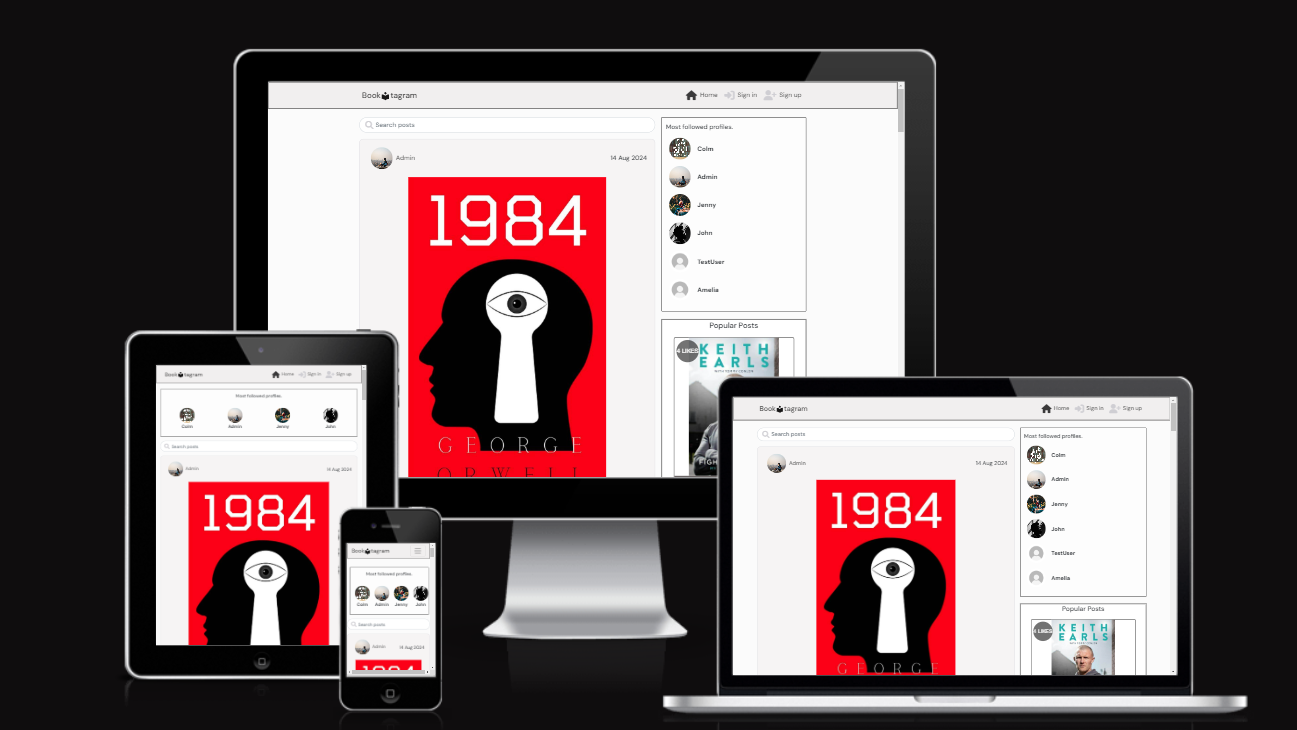 Book tagram
Home
Sign in
Sign up
Search posts
Admin
14 Aug 2024
1984
GEORGE
ORWELL
Most followed profiles.
Colm
Admin
Jenny
John
TestUser
Amelia
Popular Posts
4 LIKES
KEITH
EARLS
Book tagram
Home
Sign in
Sign up
Most followed profiles.
Colm
Admin
Jenny
John
Search posts
Admin
14 Aug 2024
1984
Book tagram
Most followed profiles.
Colm
Admin
Jenny
John
Search posts
Admin
14 Aug 2024
1984
Book tagram
Home
Sign in
Sign up
Search posts
Admin
14 Aug 2024
1984
GEORGE
Most followed profiles.
Colm
Admin
Jenny
John
TestUser
Amelia
Popular Posts
4 LIKES
KEITH
EARLS